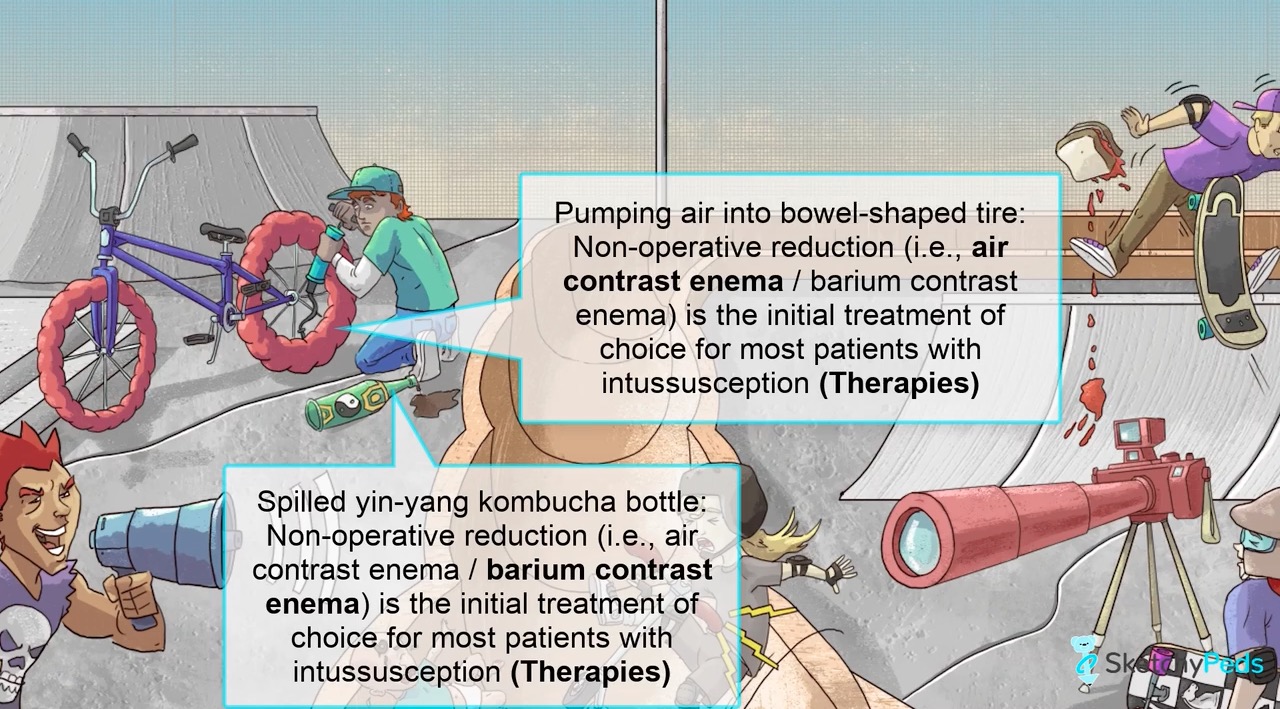 Pumping air into bowel-shaped tire:
Non-operative reduction (i.e., air
contrast enema / barium contrast
enema) is the initial treatment of
choice for most patients with
intussusception (Therapies)
Spilled yin-yang kombucha bottle:
Non-operative reduction (i.e., air
contrast enema / barium contrast
enema) is the initial treatment of
choice for most patients with
intussusception (Therapies)
SketchyPeds